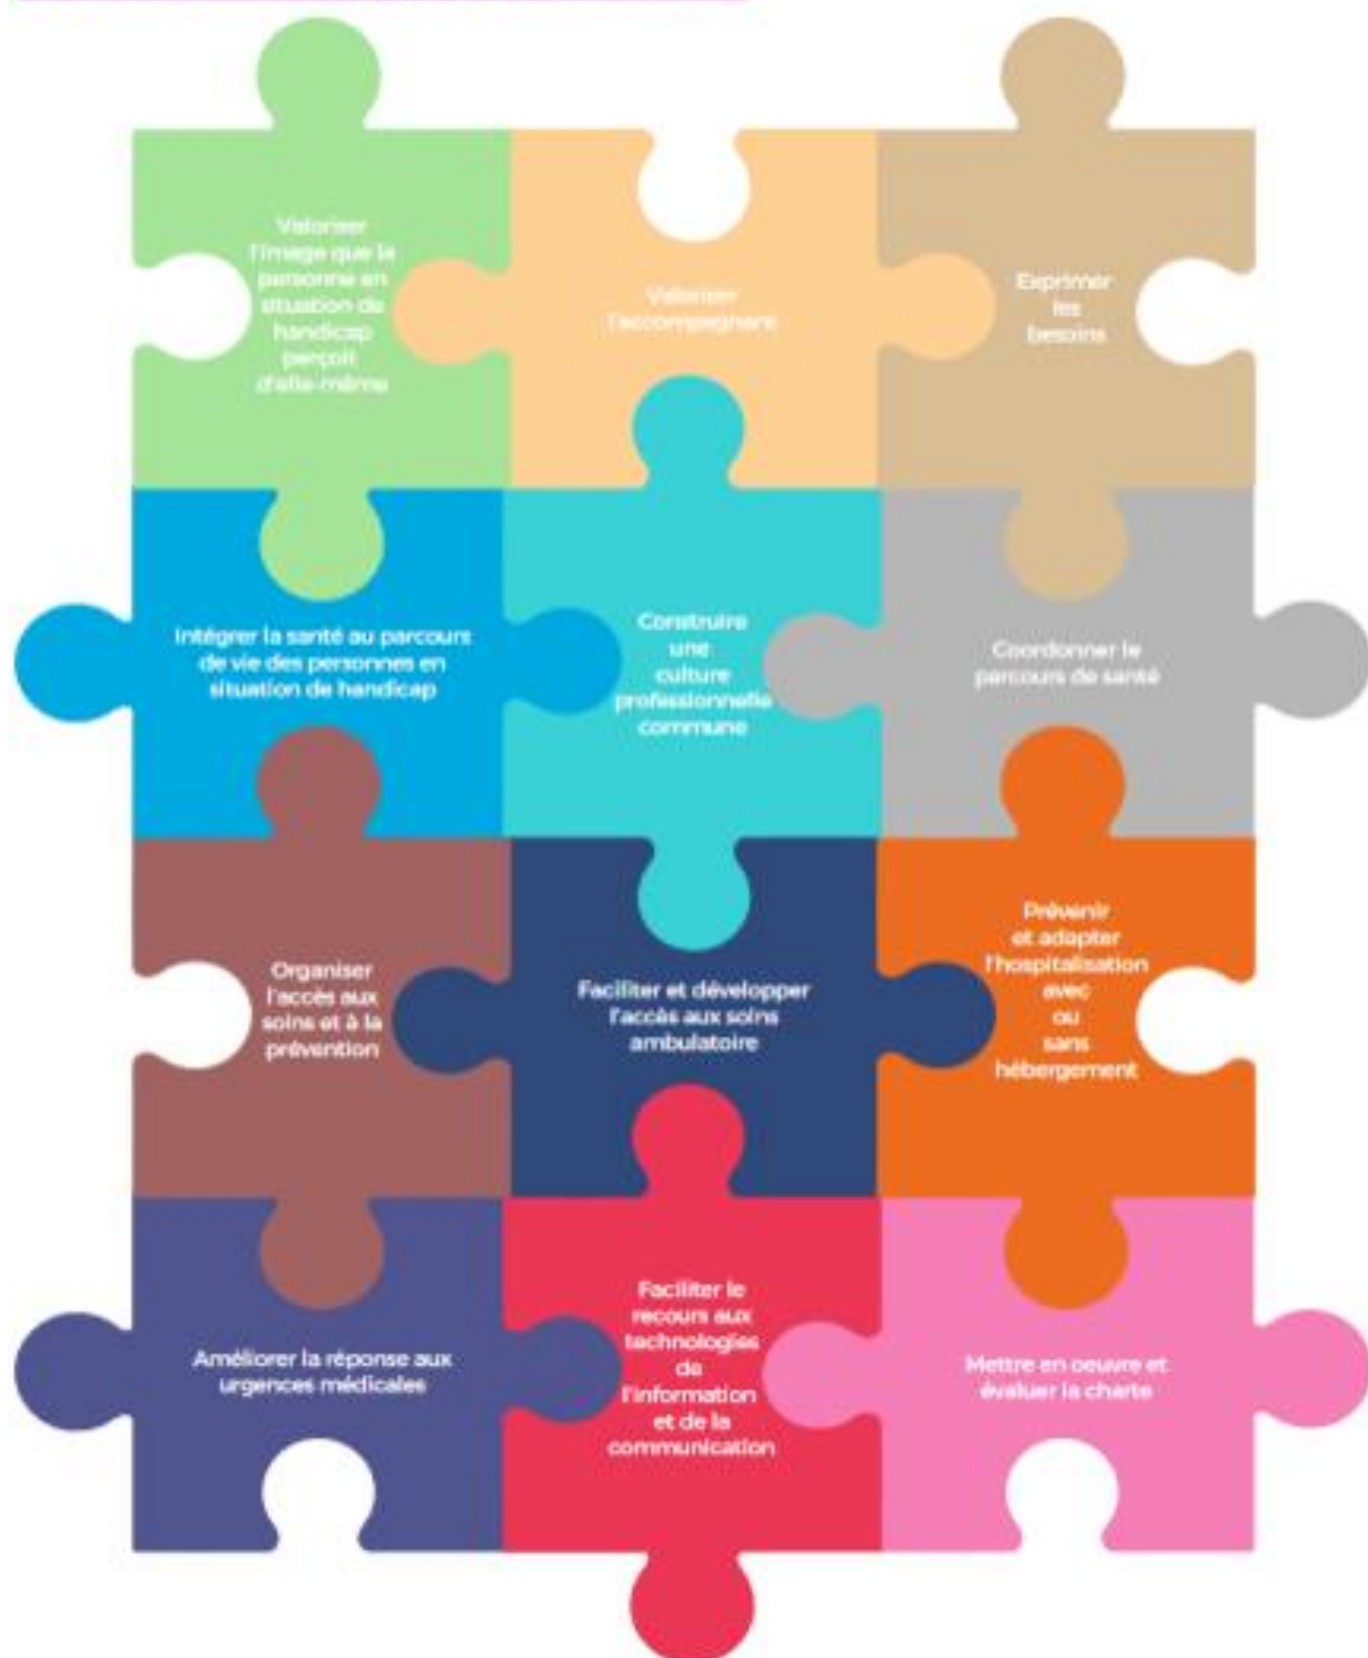 Valoriser
l'image que la
personne en
situation de
handicap
perçoit
d'elle-même
Valoriser
l'accompagnant
Exprimer
les
besoins
Intégrer la santé au parcours
de vie des personnes en
situation de handicap
Construire
une
culture
professionnelle
commune
Coordonner le
parcours de santé
Organiser
l'accès aux
soins et à la
prévention
Faciliter et développer
l'accès aux soins
ambulatoire
Prévenir
et adapter
l'hospitalisation
avec
ou
sans
hébergement
Améliorer la réponse aux
urgences médicales
Faciliter le
recours aux
technologies
de
l'information
et de la
communication
Mettre en oeuvre et
évaluer la charte